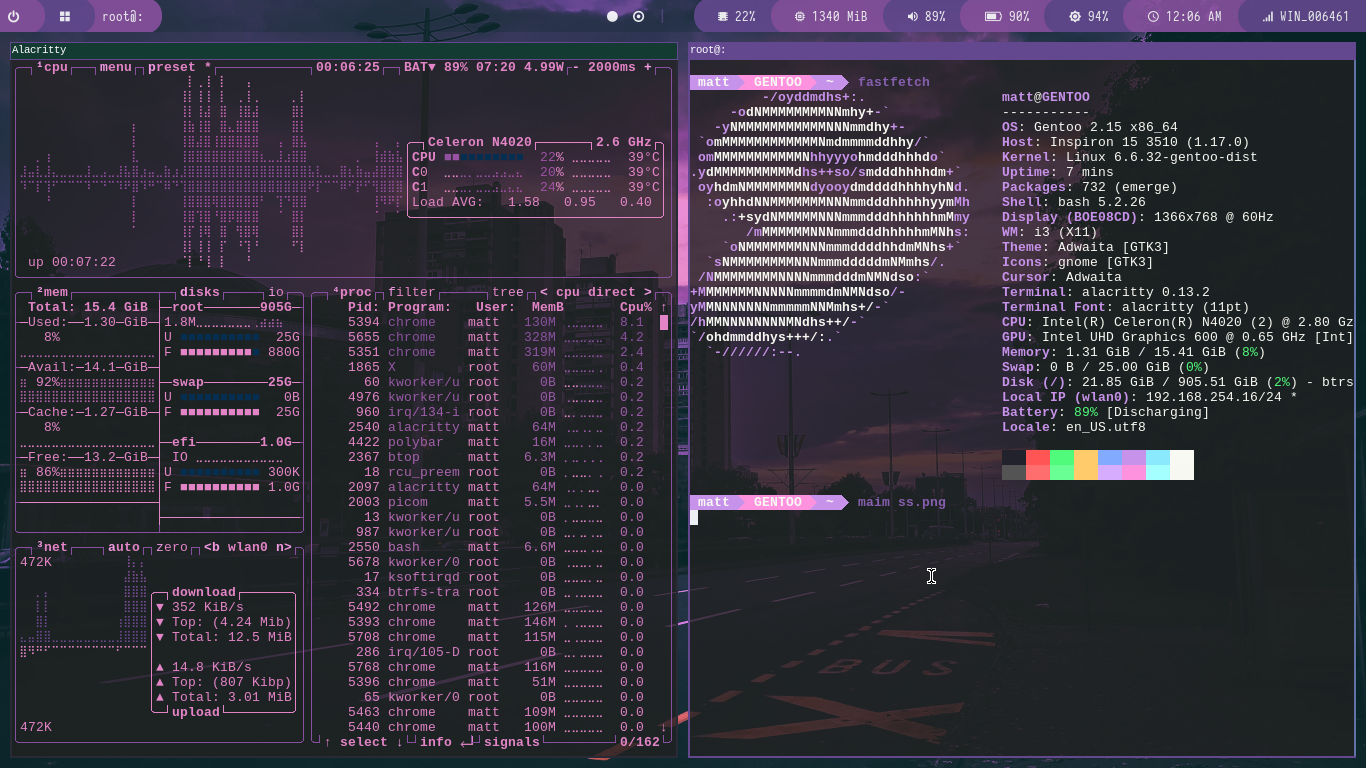 root@:
22%
1340 MiB
89%
90%
94%
12:06 AM
WIN_006461
Alacritty
¹cpu menu preset * 00:06:25 BAT▼ 89% 07:20 4.99W - 2000ms +
Celeron N4020 2.6 GHz
CPU 22% 39°C
C0 20% 39°C
C1 24% 39°C
Load AVG: 1.58 0.95 0.40
up 00:07:22
²mem disks io
Total: 15.4 GiB
Used: 1.30 GiB
8%
Avail: 14.1 GiB
92%
Cache: 1.27 GiB
8%
Free: 13.2 GiB
86%
root 905G
1.8M
U 25G
F 880G
swap 25G
U 0B
F 25G
efi 1.0G
IO
U 300K
F 1.0G
³net auto zero <b wlan0 n>
472K
download
▼ 352 KiB/s
▼ Top: (4.24 Mib)
▼ Total: 12.5 MiB
▲ 14.8 KiB/s
▲ Top: (807 Kibp)
▲ Total: 3.01 MiB
upload
472K
⁴proc filter tree < cpu direct >
Pid: Program: User: MemB Cpu% ↑
5394 chrome matt 130M 8.1
5655 chrome matt 328M 4.2
5351 chrome matt 319M 2.4
1865 X root 60M 0.4
60 kworker/u root 0B 0.2
4976 kworker/u root 0B 0.2
960 irq/134-i root 0B 0.2
2540 alacritty matt 64M 0.2
4422 polybar matt 16M 0.2
2367 btop matt 6.3M 0.2
18 rcu_preem root 0B 0.2
2097 alacritty matt 64M 0.0
2003 picom matt 5.5M 0.0
13 kworker/u root 0B 0.0
987 kworker/u root 0B 0.0
2550 bash matt 6.6M 0.0
5678 kworker/0 root 0B 0.0
17 ksoftirqd root 0B 0.0
334 btrfs-tra root 0B 0.0
5492 chrome matt 126M 0.0
5393 chrome matt 146M 0.0
5708 chrome matt 115M 0.0
286 irq/105-D root 0B 0.0
5768 chrome matt 116M 0.0
5396 chrome matt 51M 0.0
65 kworker/0 root 0B 0.0
5463 chrome matt 109M 0.0
5440 chrome matt 100M 0.0 ↓
↑ select ↓ info ↵ signals 0/162
root@:
matt GENTOO ~ fastfetch
-/oyddmdhs+:.
-odNMMMMMMMMNNmhy+-`
-yNMMMMMMMMMMMNNNmmdhy+-
`omMMMMMMMMMMMMNmdmmmmddhhy/`
omMMMMMMMMMMMNhhyyyohmdddhhhdo`
.ydMMMMMMMMMMdhs++so/smdddhhhhdm+`
oyhdmNMMMMMMMNdyooydmddddhhhhyhNd.
:oyhhdNNMMMMMMMNNNmmdddhhhhhyymMh
.:+sydNMMMMMNNNmmmdddhhhhhhmMmy
/mMMMMMMNNNmmmdddhhhhhmMNhs:
`oNMMMMMMMNNNmmmddddhhdmMNhs+`
`sNMMMMMMMMNNNmmmdddddmNMmhs/.
/NMMMMMMMMNNNNmmmdddmNMNdso:`
+MMMMMMMNNNNNmmmmdmNMNdso/-
yMMNNNNNNNmmmmmNNMmhs+/-`
/hMMNNNNNNNNMNdhs++/-`
`/ohdmmddhys+++/:.`
`-//////:--.
matt@GENTOO
-----------
OS: Gentoo 2.15 x86_64
Host: Inspiron 15 3510 (1.17.0)
Kernel: Linux 6.6.32-gentoo-dist
Uptime: 7 mins
Packages: 732 (emerge)
Shell: bash 5.2.26
Display (BOE08CD): 1366x768 @ 60Hz
WM: i3 (X11)
Theme: Adwaita [GTK3]
Icons: gnome [GTK3]
Cursor: Adwaita
Terminal: alacritty 0.13.2
Terminal Font: alacritty (11pt)
CPU: Intel(R) Celeron(R) N4020 (2) @ 2.80 Gz
GPU: Intel UHD Graphics 600 @ 0.65 GHz [Int]
Memory: 1.31 GiB / 15.41 GiB (8%)
Swap: 0 B / 25.00 GiB (0%)
Disk (/): 21.85 GiB / 905.51 GiB (2%) - btrs
Local IP (wlan0): 192.168.254.16/24 *
Battery: 89% [Discharging]
Locale: en_US.utf8
matt GENTOO ~ maim ss.png
BUS